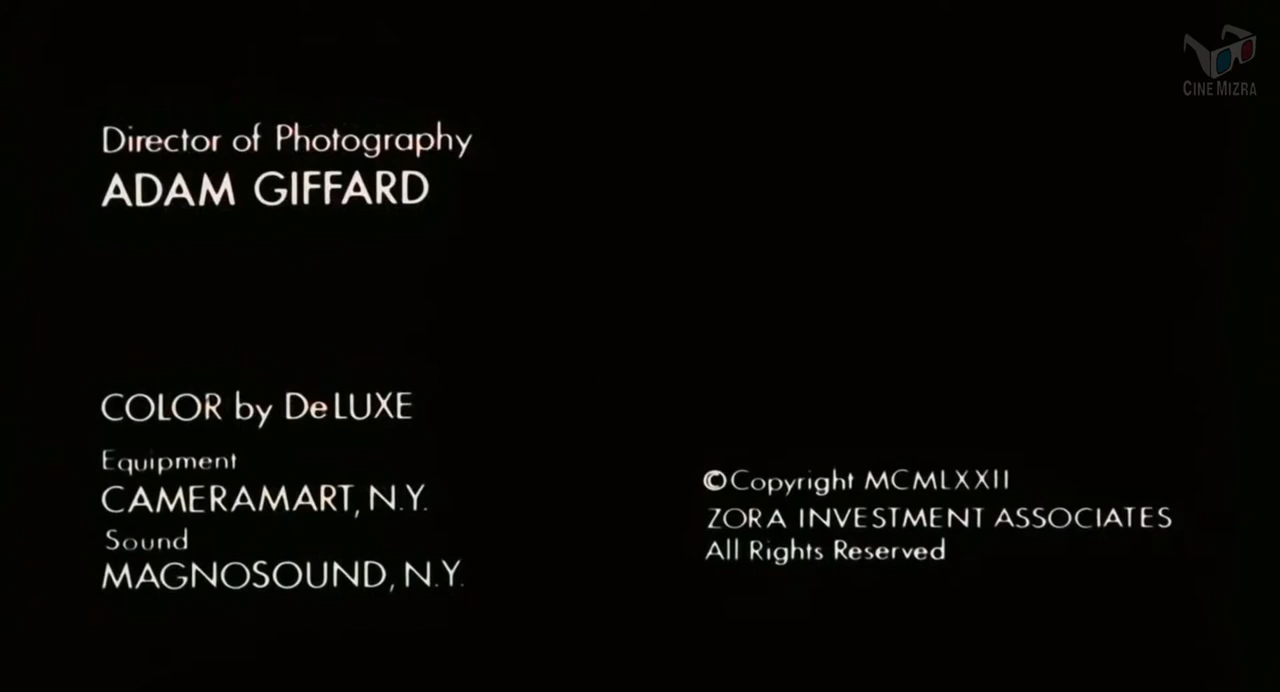 CINE MIZRA
Director of Photography
ADAM GIFFARD
COLOR by DeLUXE
Equipment
CAMERAMART, N.Y.
Sound
MAGNOSOUND, N.Y.
©Copyright MCMLXXII
ZORA INVESTMENT ASSOCIATES
All Rights Reserved